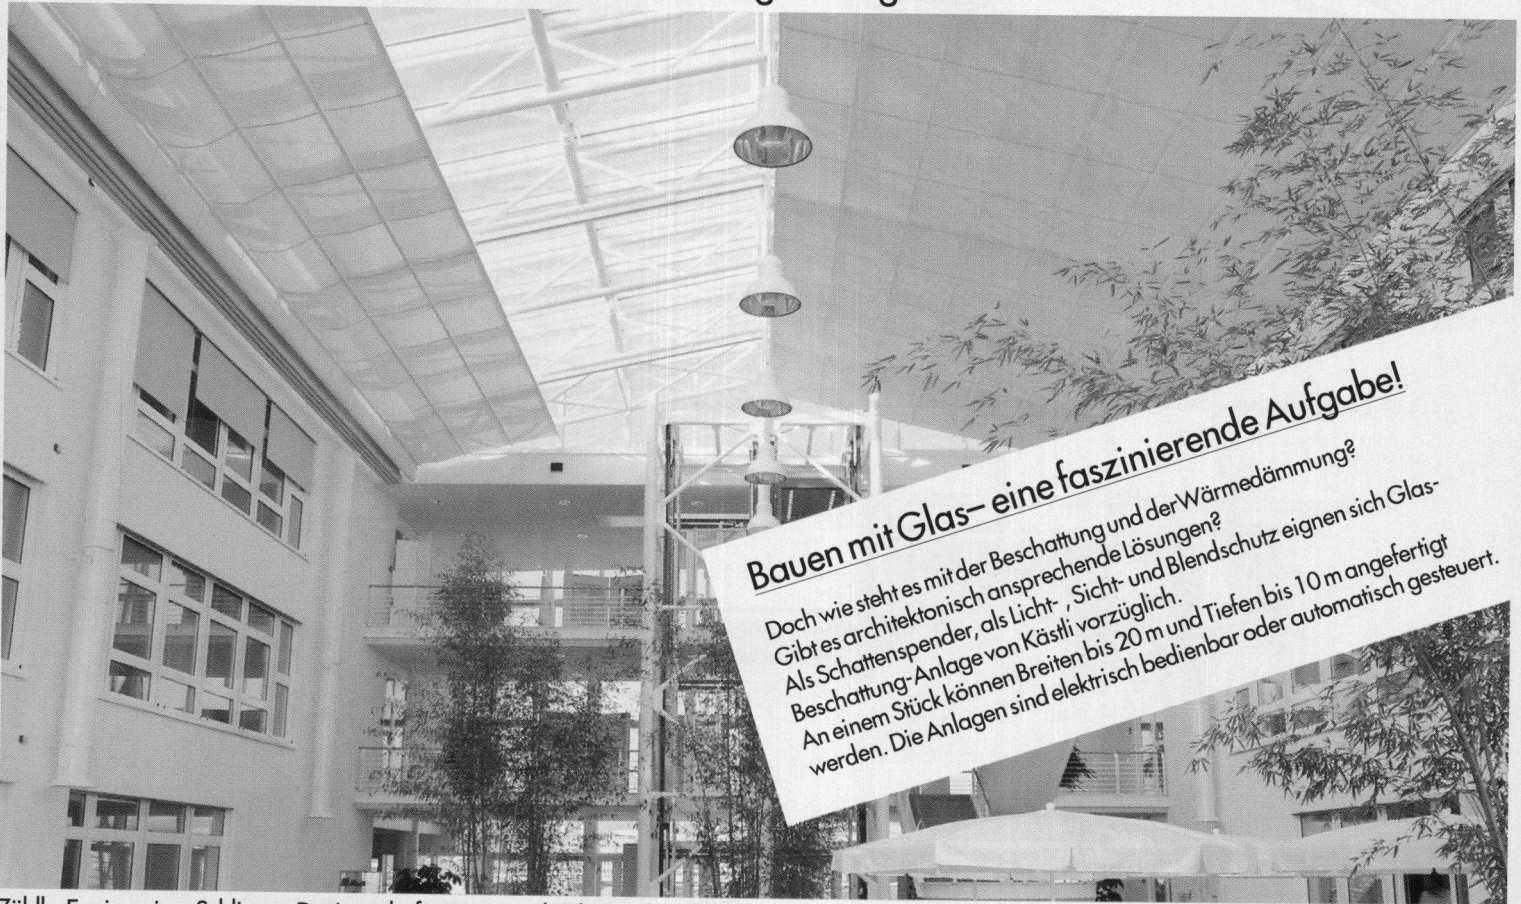 Bauen mit Glas– eine faszinierende Aufgabe!
Doch wie steht es mit der Beschattung und der Wärmedämmung?
Gibt es architektonisch ansprechende Lösungen?
Als Schattenspender, als Licht- , Sicht- und Blendschutz eignen sich Glas-
Beschattung-Anlage von Kästli vorzüglich.
An einem Stück können Breiten bis 20 m und Tiefen bis 10 m angefertigt
werden. Die Anlagen sind elektrisch bedienbar oder automatisch gesteuert.